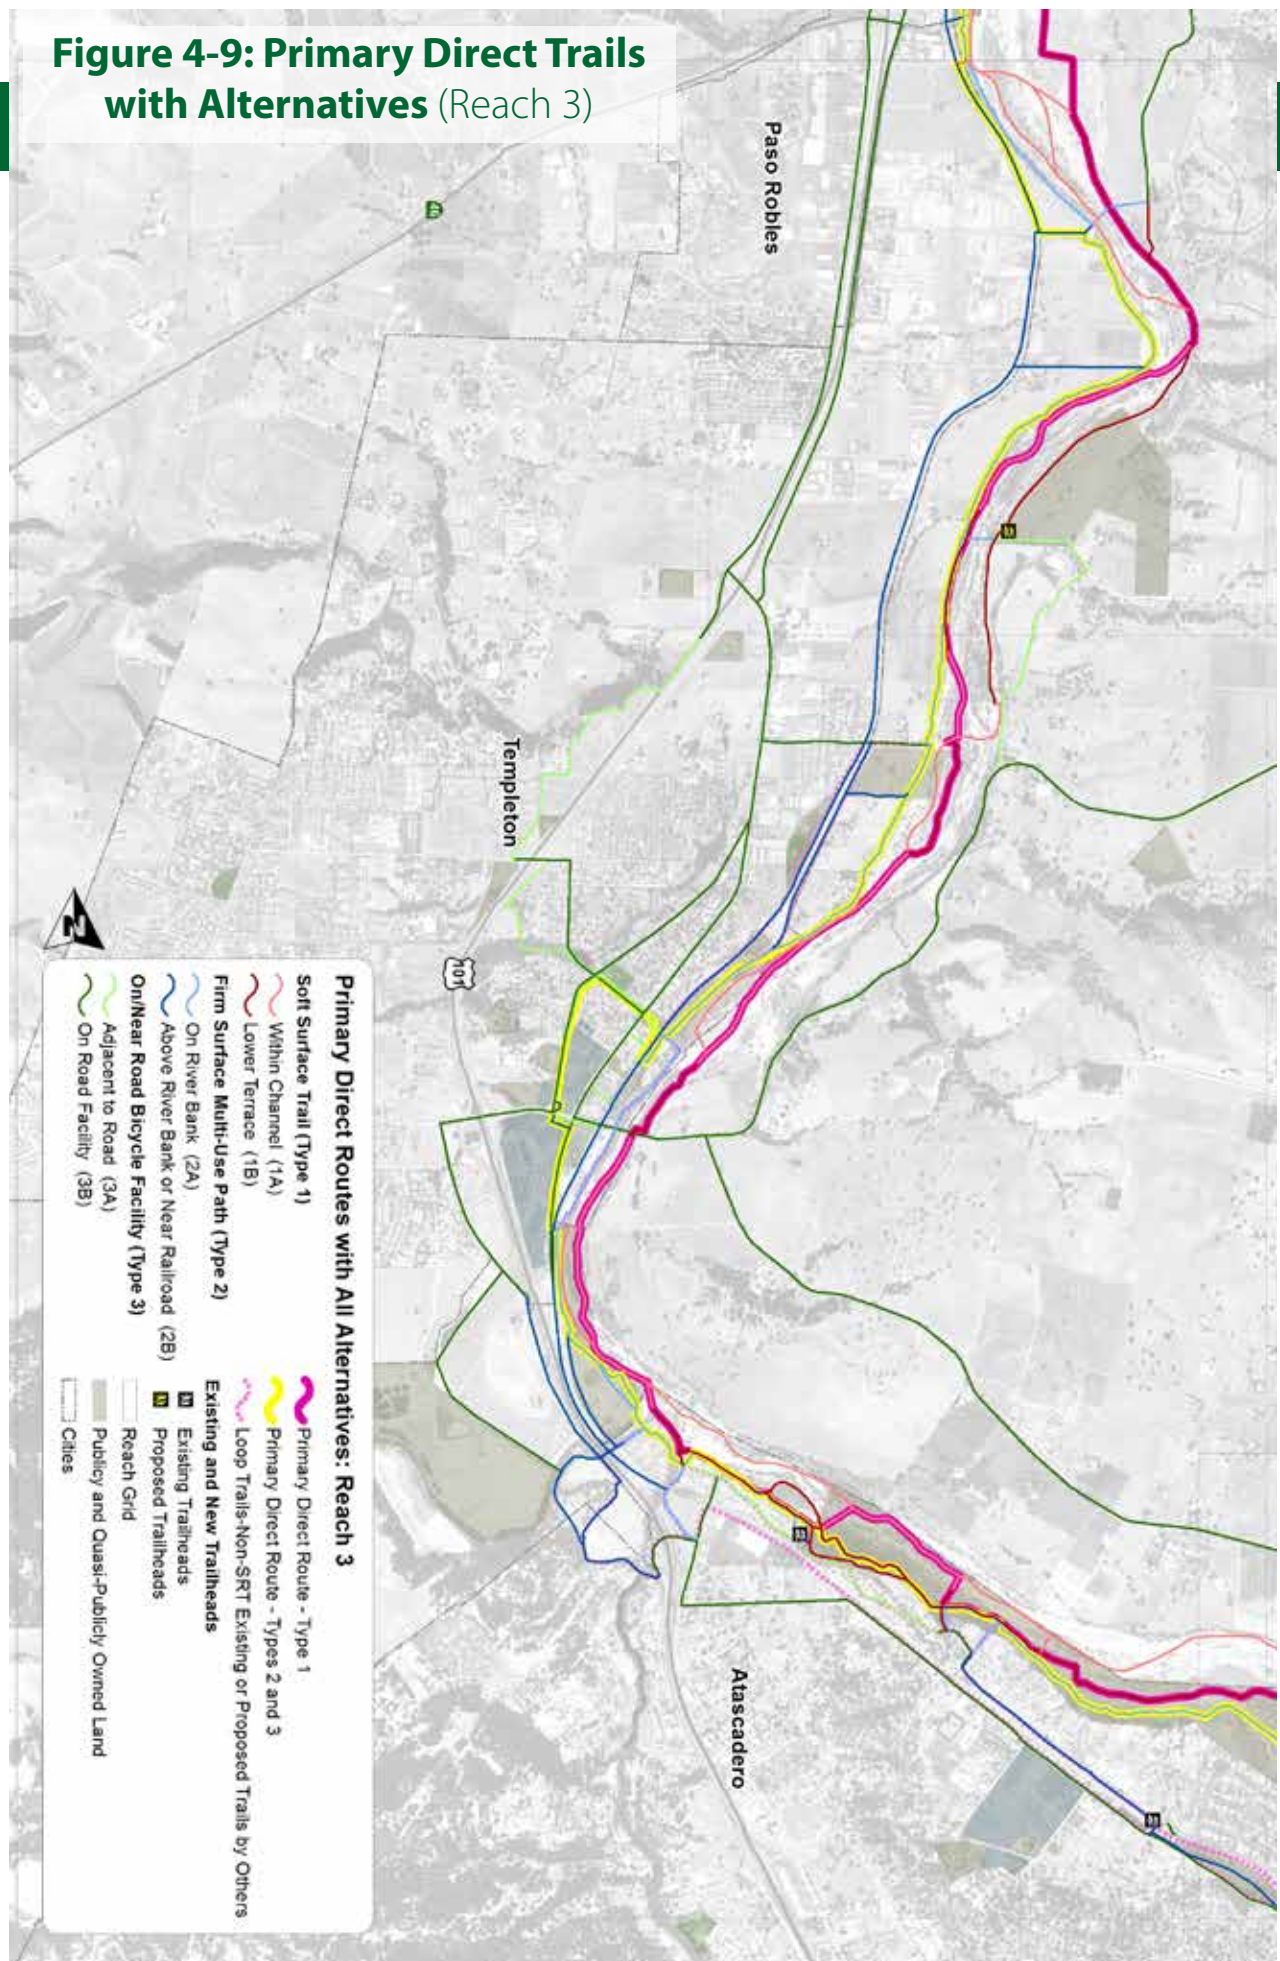 Figure 4-9: Primary Direct Trails
with Alternatives (Reach 3)
Paso Robles
46
Templeton
101
Atascadero
Primary Direct Routes with All Alternatives: Reach 3
Soft Surface Trail (Type 1)
Within Channel (1A)
Lower Terrace (1B)
Firm Surface Multi-Use Path (Type 2)
On River Bank (2A)
Above River Bank or Near Railroad (2B)
On/Near Road Bicycle Facility (Type 3)
Adjacent to Road (3A)
On Road Facility (3B)
Primary Direct Route - Type 1
Primary Direct Route - Types 2 and 3
Loop Trails-Non-SRT Existing or Proposed Trails by Others
Existing and New Trailheads
Existing Trailheads
Proposed Trailheads
Reach Grid
Publicy and Quasi-Publicly Owned Land
Cities
N